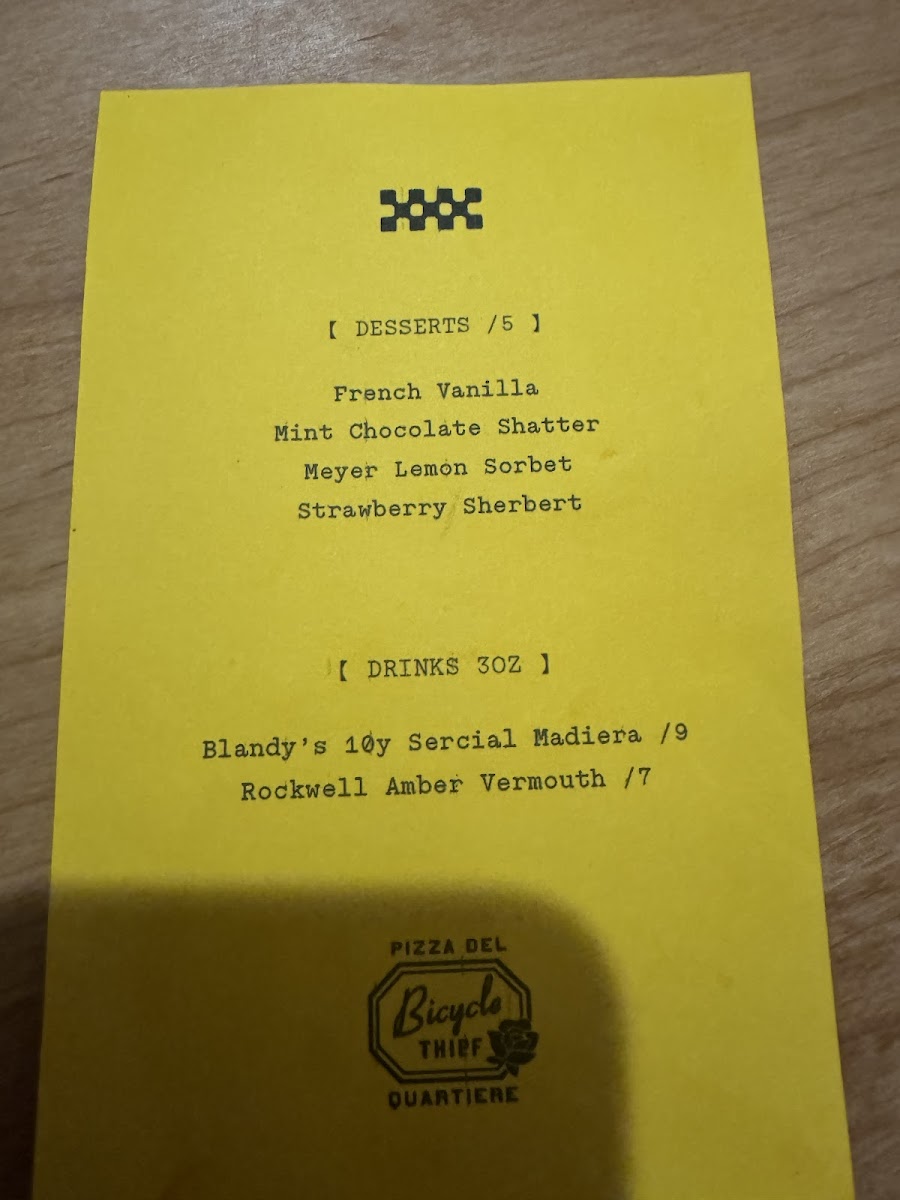 【 DESSERTS /5 】
French Vanilla
Mint Chocolate Shatter
Meyer Lemon Sorbet
Strawberry Sherbert
【 DRINKS 3OZ 】
Blandy's 10y Sercial Madiera /9
Rockwell Amber Vermouth /7
PIZZA DEL
Bicycle
THIEF
QUARTIERE